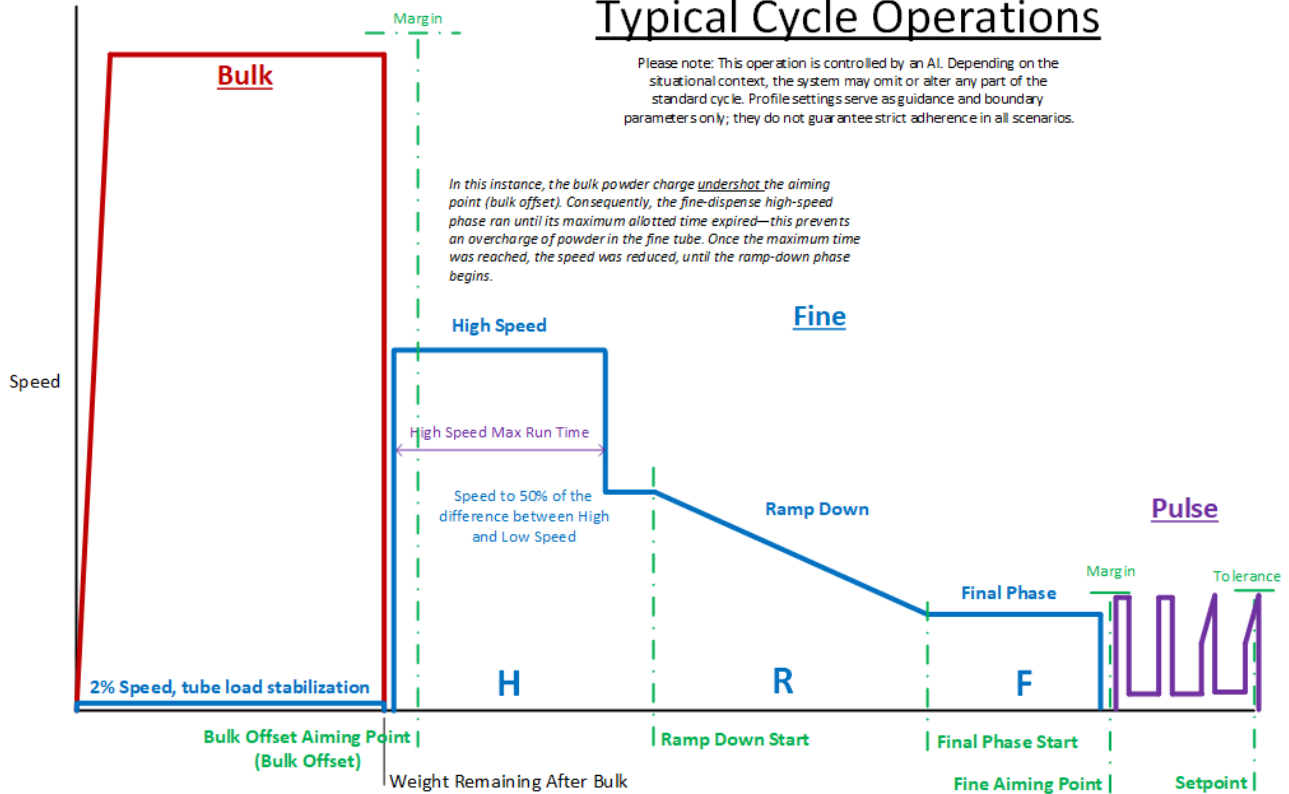 Typical Cycle Operations
Please note: This operation is controlled by an AI. Depending on the
situational context, the system may omit or alter any part of the
standard cycle. Profile settings serve as guidance and boundary
parameters only; they do not guarantee strict adherence in all scenarios.
Margin
Bulk
In this instance, the bulk powder charge undershot the aiming
point (bulk offset). Consequently, the fine-dispense high-speed
phase ran until its maximum allotted time expired—this prevents
an overcharge of powder in the fine tube. Once the maximum time
was reached, the speed was reduced, until the ramp-down phase
begins.
Fine
High Speed
Speed
High Speed Max Run Time
Speed to 50% of the
difference between High
and Low Speed
Ramp Down
Pulse
Margin
Tolerance
Final Phase
2% Speed, tube load stabilization
H
R
F
Bulk Offset Aiming Point
(Bulk Offset)
Ramp Down Start
Final Phase Start
Weight Remaining After Bulk
Fine Aiming Point
Setpoint